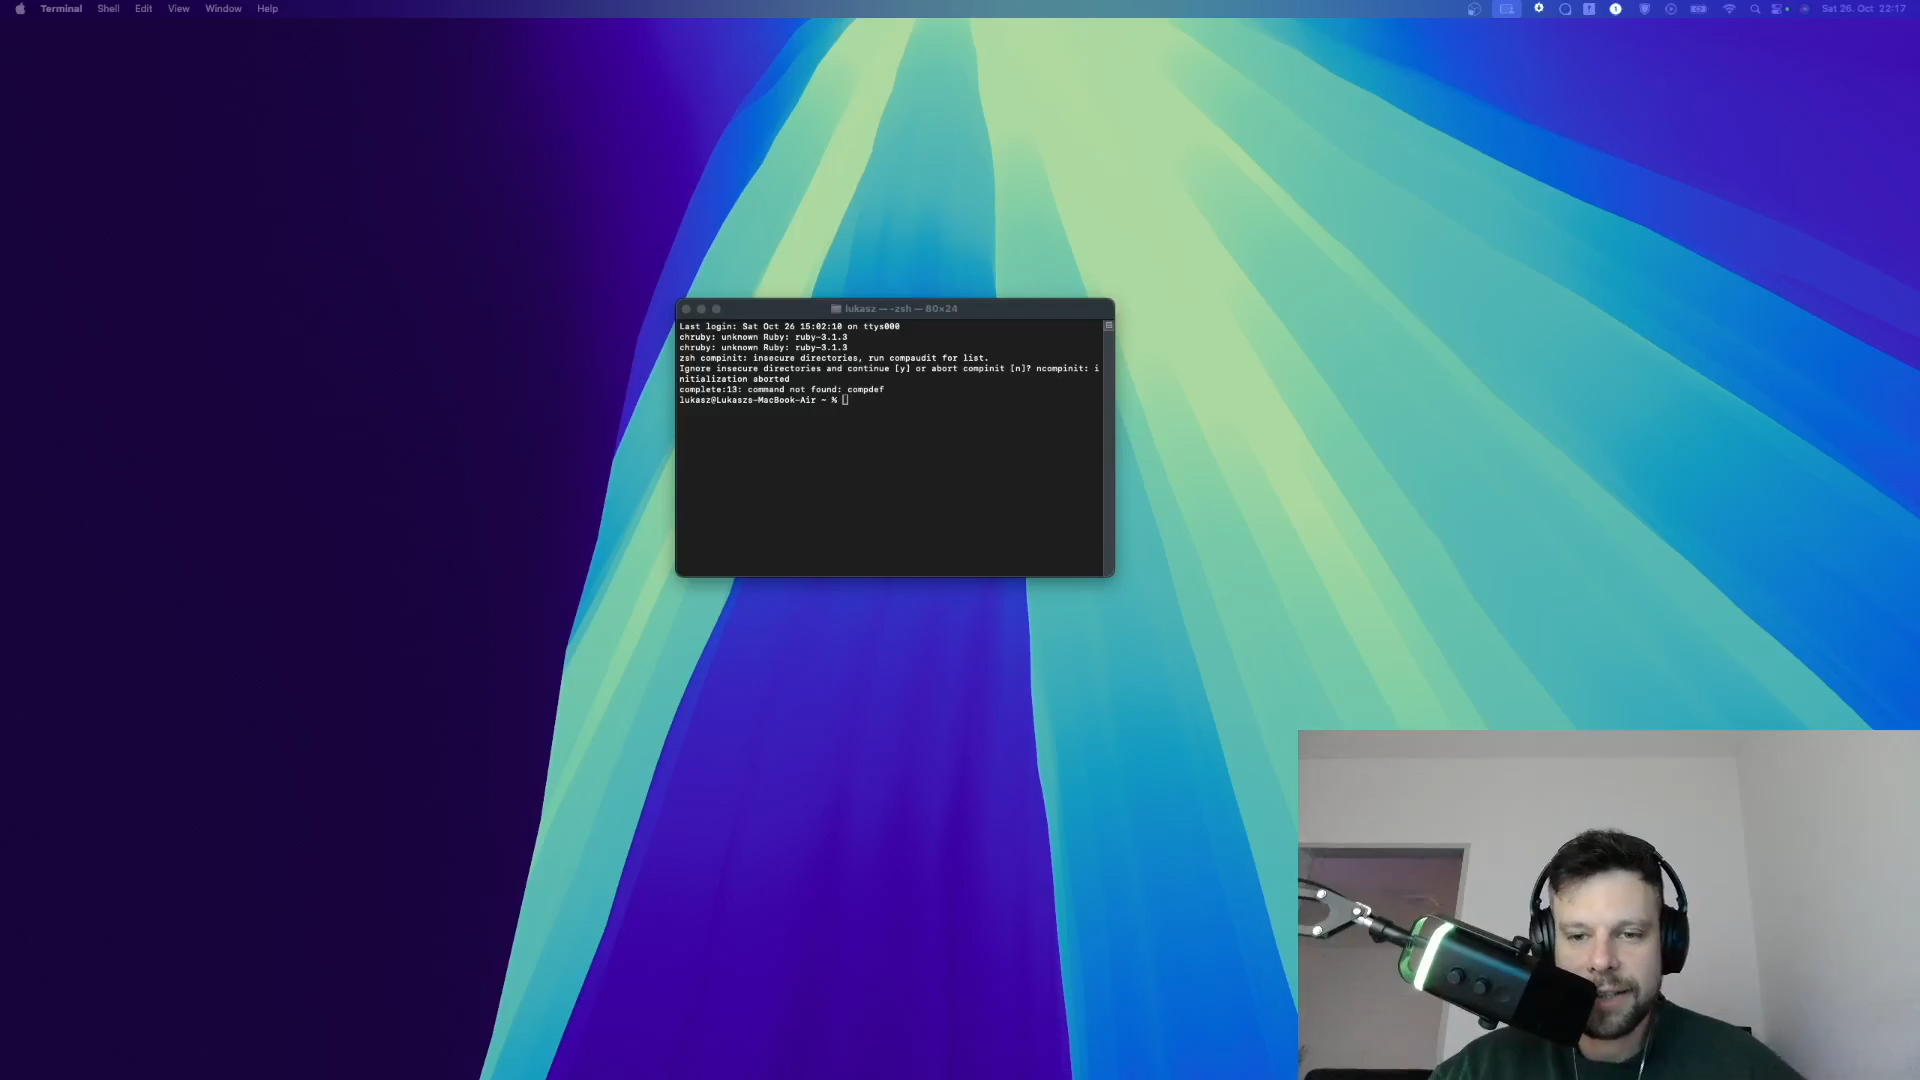 Terminal Shell Edit View Window Help
Sat 26. Oct 22:17
lukasz — -zsh — 80×24
Last login: Sat Oct 26 15:02:10 on ttys000
chruby: unknown Ruby: ruby-3.1.3
chruby: unknown Ruby: ruby-3.1.3
zsh compinit: insecure directories, run compaudit for list.
Ignore insecure directories and continue [y] or abort compinit [n]? ncompinit: i
nitialization aborted
complete:13: command not found: compdef
lukasz@Lukaszs-MacBook-Air ~ %